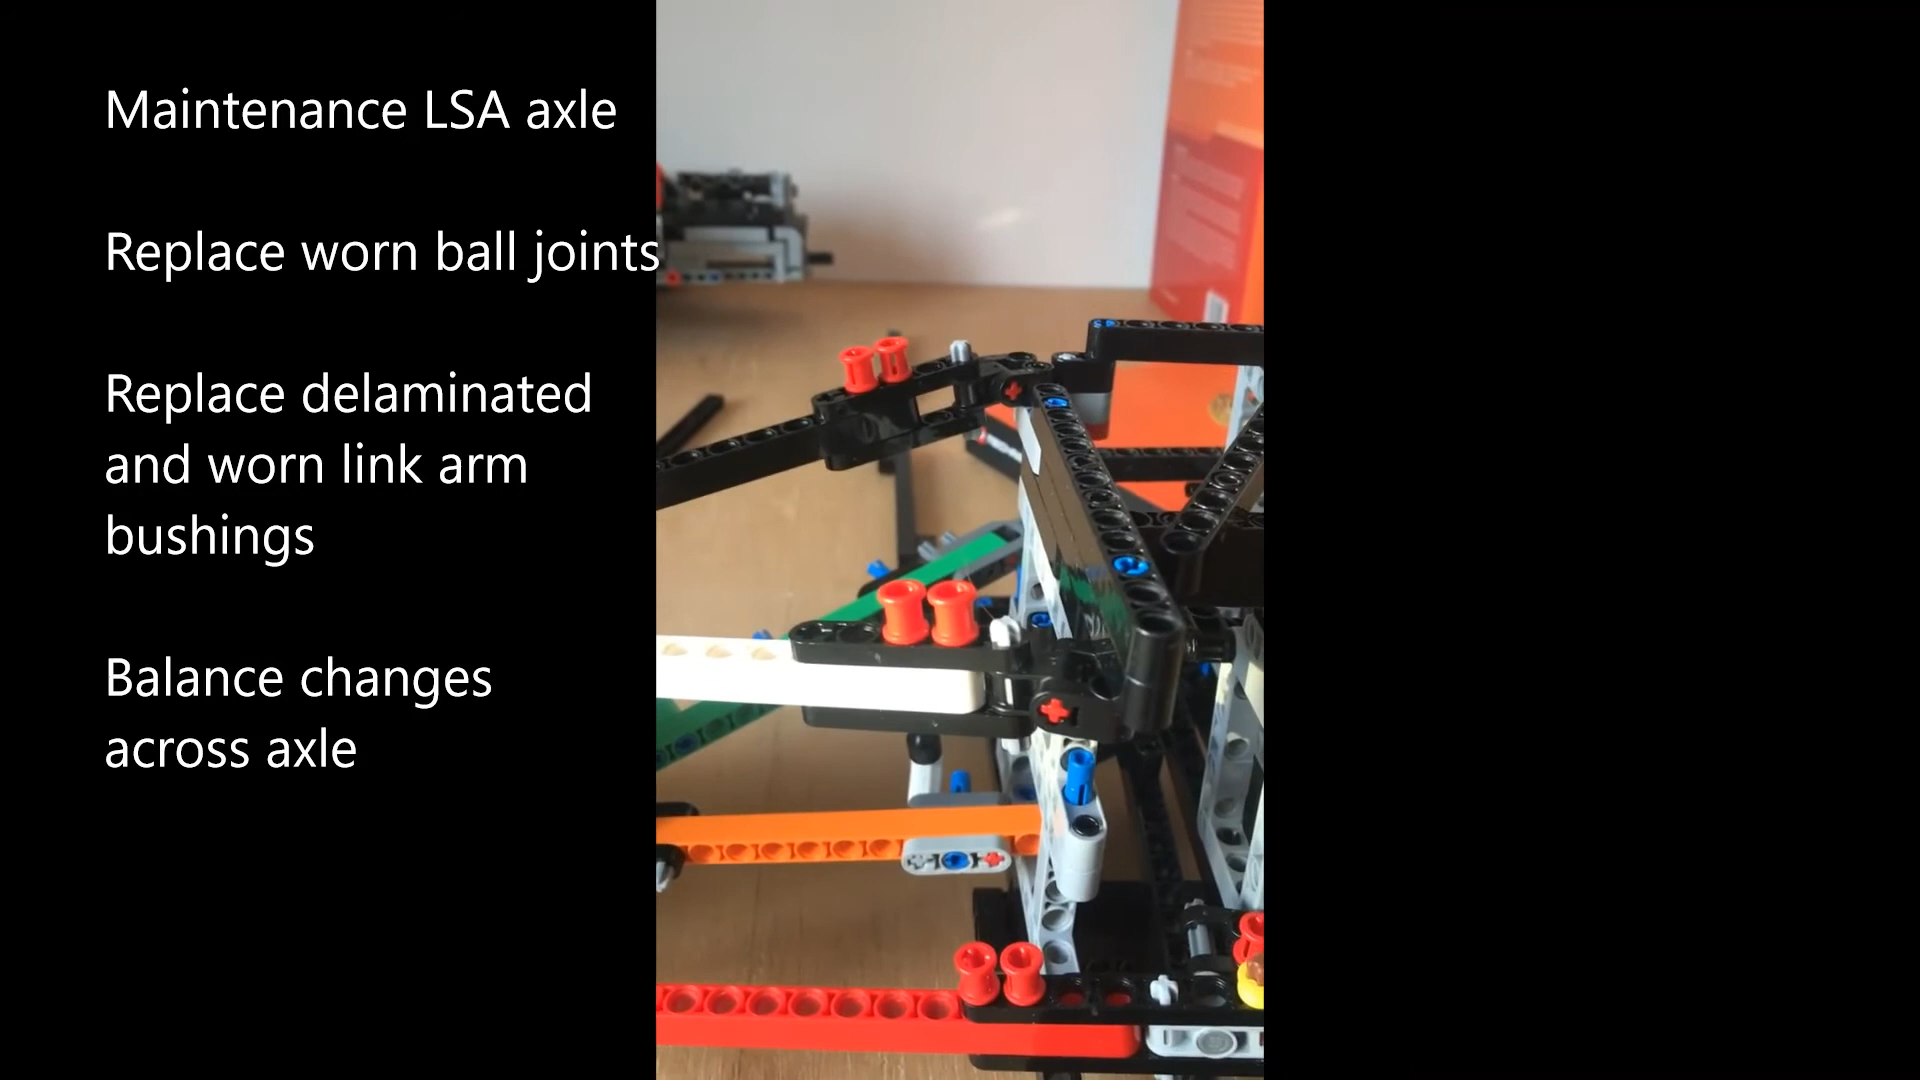 Maintenance LSA axle
Replace worn ball joints
Replace delaminated
and worn link arm
bushings
Balance changes
across axle